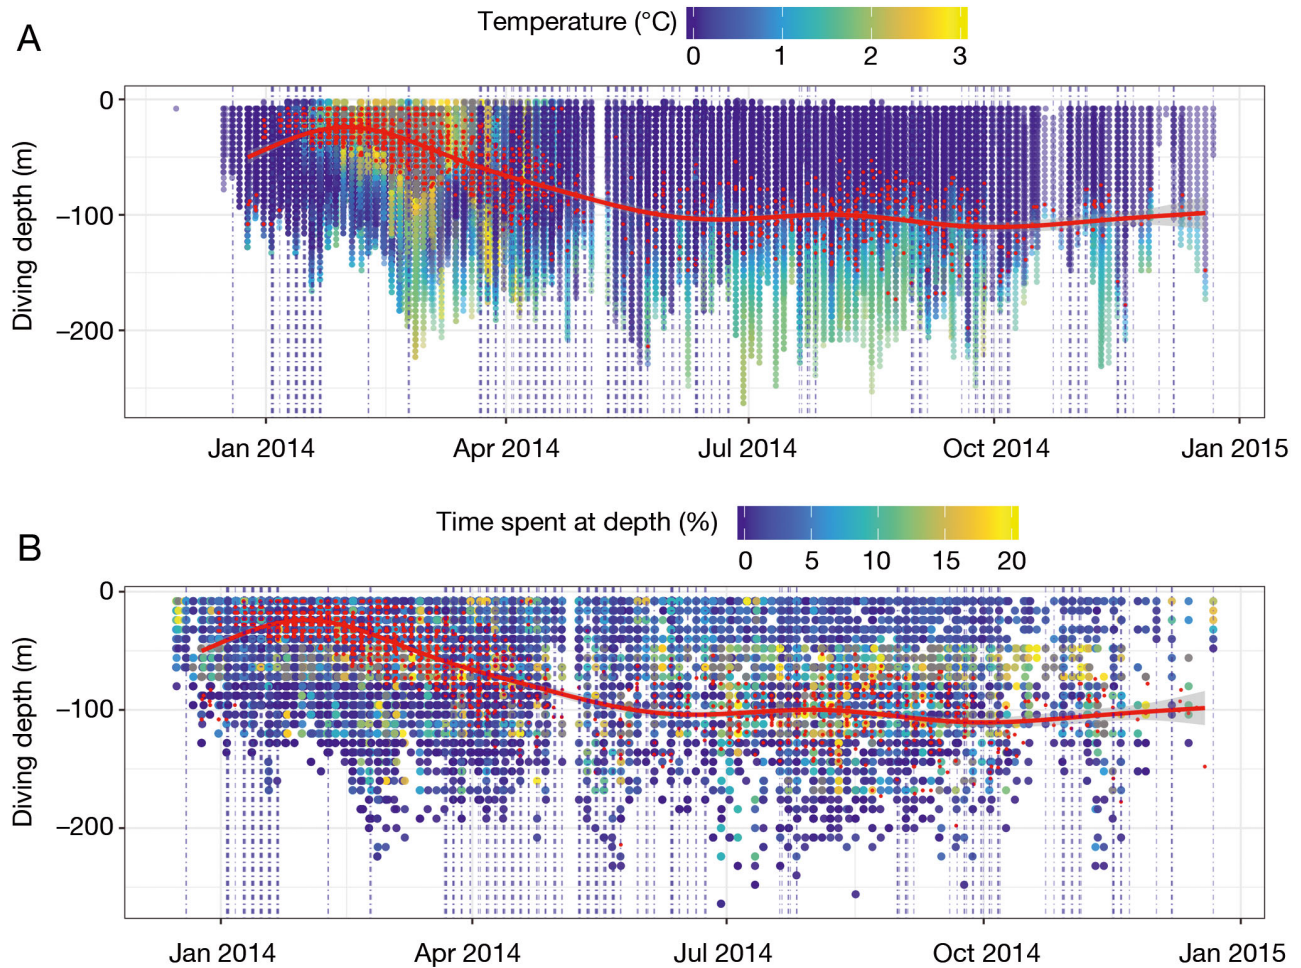 A
Temperature (°C)
0 1 2 3
Diving depth (m)
0
−100
−200
Jan 2014 Apr 2014 Jul 2014 Oct 2014 Jan 2015
B
Time spent at depth (%)
0 5 10 15 20
Diving depth (m)
0
−100
−200
Jan 2014 Apr 2014 Jul 2014 Oct 2014 Jan 2015